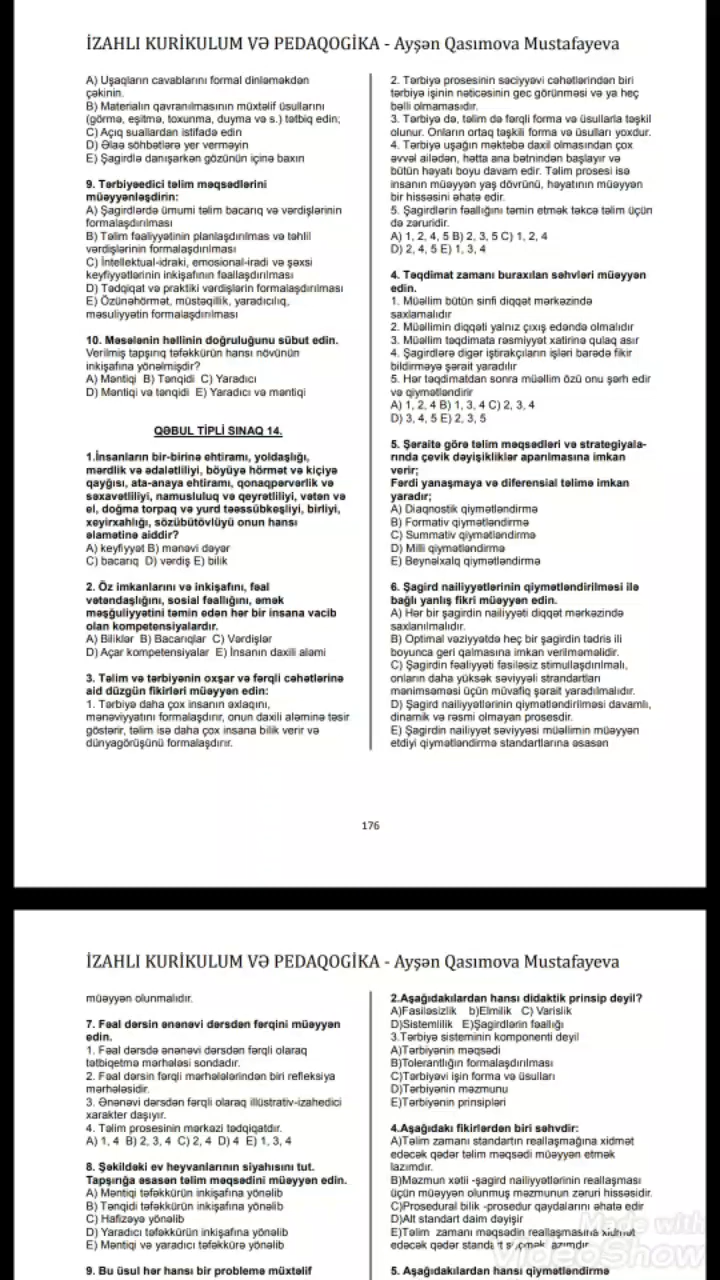 İZAHLI KURİKULUM VƏ PEDAQOGİKA - Ayşən Qasımova Mustafayeva
A) Uşaqların cavablarını formal dinləməkdən
çəkinin.
B) Materialın qavranılmasının müxtəlif üsullarını
(görmə, eşitmə, toxunma, duyma və s.) tətbiq edin;
C) Açıq suallardan istifadə edin
D) Əlaə söhbətlərə yer verməyin
E) Şagirdlə danışarkən gözünün içinə baxın
9. Tərbiyəedici təlim məqsədlərini
müəyyənləşdirin:
A) Şagirdlərdə ümumi təlim bacarıq və vərdişlərinin
formalaşdırılması
B) Təlim fəaliyyətinin planlaşdırılmas və təhlil
vərdişlərinin formalaşdırılması
C) İntellektual-idraki, emosional-iradi və şəxsi
keyfiyyətlərinin inkişafının fəallaşdırılması
D) Tədqiqat və praktiki vərdişlərin formalaşdırılması
E) Özünəhörmət, müstəqillik, yaradıcılıq,
məsuliyyətin formalaşdırılması
10. Məsələnin həllinin doğruluğunu sübut edin.
Verilmiş tapşırıq təfəkkürün hansı növünün
inkişafına yönəlmişdir?
A) Məntiqi B) Tənqidi C) Yaradıcı
D) Məntiqi və tənqidi E) Yaradıcı və məntiqi
QƏBUL TİPLİ SINAQ 14.
1.İnsanların bir-birinə ehtiramı, yoldaşlığı,
mərdlik və ədalətliliyi, böyüyə hörmət və kiçiyə
qayğısı, ata-anaya ehtiramı, qonaqpərvərlik və
səxavətliliyi, namusluluq və qeyrətliliyi, vətən və
el, doğma torpaq və yurd təəssübkeşliyi, birliyi,
xeyirxahlığı, sözübütövlüyü onun hansı
əlamətinə aiddir?
A) keyfiyyət B) mənəvi dəyər
C) bacarıq D) vərdiş E) bilik
2. Öz imkanlarını və inkişafını, fəal
vətəndaşlığını, sosial fəallığını, əmək
məşğuliyyətini təmin edən hər bir insana vacib
olan kompetensiyalardır.
A) Biliklər B) Bacarıqlar C) Vərdişlər
D) Açar kompetensiyalar E) İnsanın daxili aləmi
3. Təlim və tərbiyənin oxşar və fərqli cəhətlərinə
aid düzgün fikirləri müəyyən edin:
1. Tərbiyə daha çox insanın əxlaqını,
mənəviyyatını formalaşdırır, onun daxili aləminə təsir
göstərir, təlim isə daha çox insana bilik verir və
dünyagörüşünü formalaşdırır.
2. Tərbiyə prosesinin səciyyəvi cəhətlərindən biri
tərbiyə işinin nəticəsinin gec görünməsi və ya heç
bəlli olmamasıdır.
3. Tərbiyə də, təlim də fərqli forma və üsullarla təşkil
olunur. Onların ortaq təşkili forma və üsulları yoxdur.
4. Tərbiyə uşağın məktəbə daxil olmasından çox
əvvəl ailədən, hətta ana bətnindən başlayır və
bütün həyatı boyu davam edir. Təlim prosesi isə
insanın müəyyən yaş dövrünü, həyatının müəyyən
bir hissəsini əhatə edir.
5. Şagirdlərin fəallığını təmin etmək təkcə təlim üçün
də zəruridir.
A) 1, 2, 4, 5 B) 2, 3, 5 C) 1, 2, 4
D) 2, 4, 5 E) 1, 3, 4
4. Təqdimat zamanı buraxılan səhvləri müəyyən
edin.
1. Müəllim bütün sinfi diqqət mərkəzində
saxlamalıdır
2. Müəllimin diqqəti yalnız çıxış edəndə olmalıdır
3. Müəllim təqdimata rəsmiyyət xatirinə qulaq asır
4. Şagirdlərə digər iştirakçıların işləri barədə fikir
bildirməyə şərait yaradılır
5. Hər təqdimatdan sonra müəllim özü onu şərh edir
və qiymətləndirir
A) 1, 2, 4 B) 1, 3, 4 C) 2, 3, 4
D) 3, 4, 5 E) 2, 3, 5
5. Şəraitə görə təlim məqsədləri və strategiyala-
rında çevik dəyişikliklər aparılmasına imkan
verir;
Fərdi yanaşmaya və diferensial təlimə imkan
yaradır;
A) Diaqnostik qiymətləndirmə
B) Formativ qiymətləndirmə
C) Summativ qiymətləndirmə
D) Milli qiymətləndirmə
E) Beynəlxalq qiymətləndirmə
6. Şagird nailiyyətlərinin qiymətləndirilməsi ilə
bağlı yanlış fikri müəyyən edin.
A) Hər bir şagirdin nailiyyəti diqqət mərkəzində
saxlanılmalıdır.
B) Optimal vəziyyətdə heç bir şagirdin tədris ili
boyunca geri qalmasına imkan verilməməlidir.
C) Şagirdin fəaliyyəti fasiləsiz stimullaşdırılmalı,
onların daha yüksək səviyyəli strandartları
mənimsəməsi üçün müvafiq şərait yaradılmalıdır.
D) Şagird nailiyyətlərinin qiymətləndirilməsi davamlı,
dinamik və rəsmi olmayan prosesdir.
E) Şagirdin nailiyyət səviyyəsi müəllimin müəyyən
etdiyi qiymətləndirmə standartlarına əsasən
176
İZAHLI KURİKULUM VƏ PEDAQOGİKA - Ayşən Qasımova Mustafayeva
müəyyən olunmalıdır.
7. Fəal dərsin ənənəvi dərsdən fərqini müəyyən
edin.
1. Fəal dərsdə ənənəvi dərsdən fərqli olaraq
tətbiqetmə mərhələsi sondadır.
2. Fəal dərsin fərqli mərhələlərindən biri refleksiya
mərhələsidir.
3. Ənənəvi dərsdən fərqli olaraq illüstrativ-izahedici
xarakter daşıyır.
4. Təlim prosesinin mərkəzi tədqiqatdır.
A) 1, 4 B) 2, 3, 4 C) 2, 4 D) 4 E) 1, 3, 4
8. Şəkildəki ev heyvanlarının siyahısını tut.
Tapşırığa əsasən təlim məqsədini müəyyən edin.
A) Məntiqi təfəkkürün inkişafına yönəlib
B) Tənqidi təfəkkürün inkişafına yönəlib
C) Hafizəyə yönəlib
D) Yaradıcı təfəkkürün inkişafına yönəlib
E) Məntiqi və yaradıcı təfəkkürə yönəlib
9. Bu üsul hər hansı bir problemə müxtəlif
2.Aşağıdakılardan hansı didaktik prinsip deyil?
A)Fasiləsizlik b)Elmilik C) Varislik
D)Sistemlilik E)Şagirdlərin fəallığı
3.Tərbiyə sisteminin komponenti deyil
A)Tərbiyənin məqsədi
B)Tolerantlığın formalaşdırılması
C)Tərbiyəvi işin forma və üsulları
D)Tərbiyənin məzmunu
E)Tərbiyənin prinsipləri
4.Aşağıdakı fikirlərdən biri səhvdir:
A)Təlim zamanı standartın reallaşmağına xidmət
edəcək qədər təlim məqsədi müəyyən etmək
lazımdır.
B)Məzmun xətii -şagird nailiyyətlərinin reallaşması
üçün müəyyən olunmuş məzmunun zəruri hissəsidir.
C)Prosedural bilik -prosedur qaydalarını əhatə edir
D)Alt standart daim dəyişir
E)Təlim zamanı məqsədin reallaşmasına xidmət
edəcək qədər standart seçmək lazımdır
5. Aşağıdakılardan hansı qiymətləndirmə
Made with
VideoShow